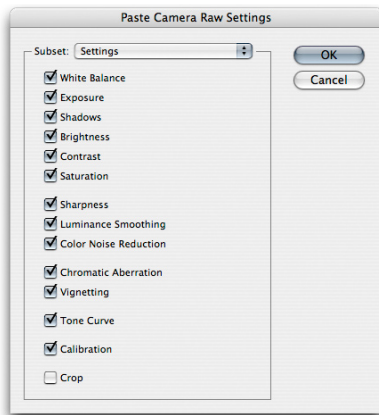 Paste Camera Raw Settings
Subset: Settings
OK
Cancel
White Balance
Exposure
Shadows
Brightness
Contrast
Saturation
Sharpness
Luminance Smoothing
Color Noise Reduction
Chromatic Aberration
Vignetting
Tone Curve
Calibration
Crop